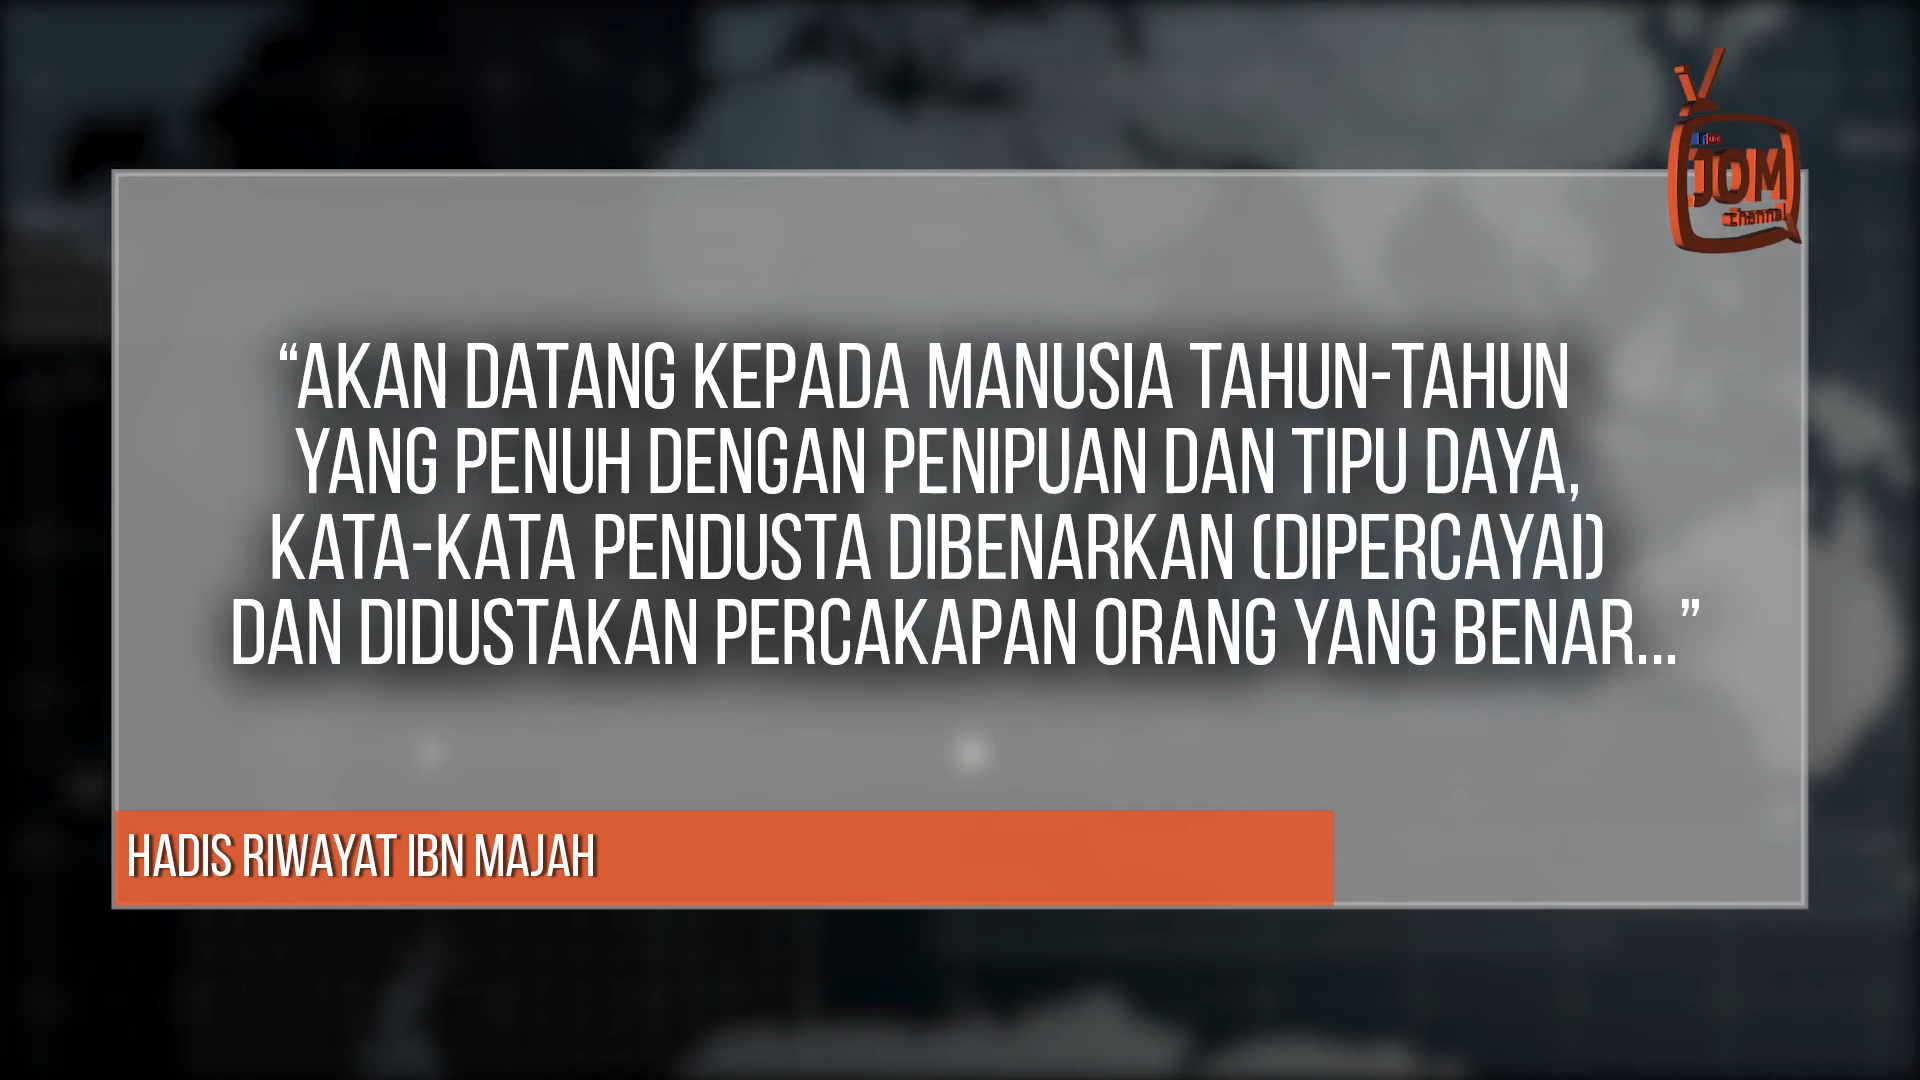 JOM
channel
“AKAN DATANG KEPADA MANUSIA TAHUN-TAHUN
YANG PENUH DENGAN PENIPUAN DAN TIPU DAYA,
KATA-KATA PENDUSTA DIBENARKAN (DIPERCAYAI)
DAN DIDUSTAKAN PERCAKAPAN ORANG YANG BENAR...”
HADIS RIWAYAT IBN MAJAH